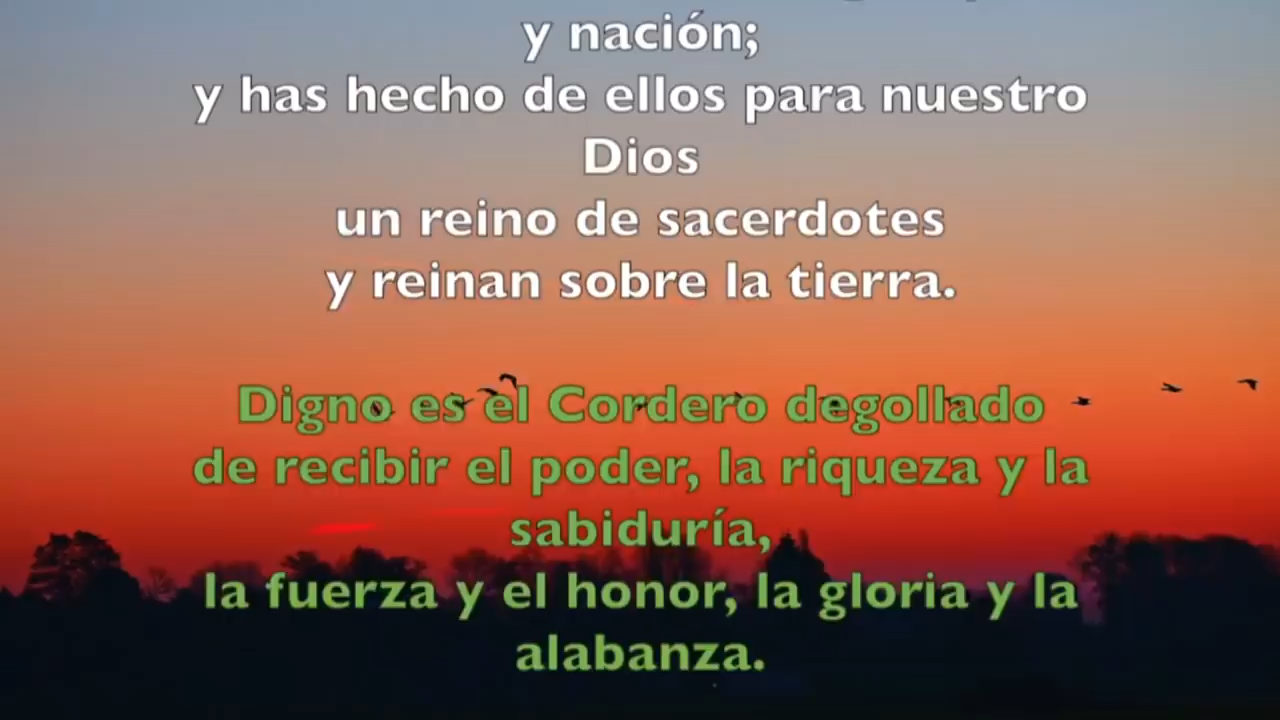 y nación;
y has hecho de ellos para nuestro
Dios
un reino de sacerdotes
y reinan sobre la tierra.
Digno es el Cordero degollado
de recibir el poder, la riqueza y la
sabiduría,
la fuerza y el honor, la gloria y la
alabanza.